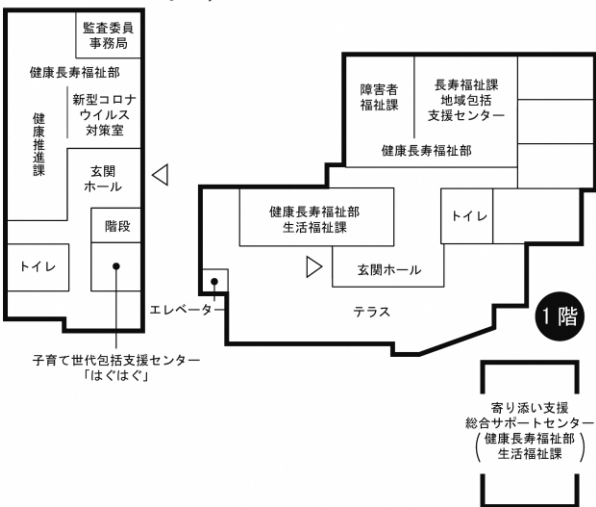 監査委員
事務局
健康長寿福祉部
新型コロナ
ウイルス
対策室
健康推進課
玄関
ホール
階段
トイレ
子育て世代包括支援センター
「はぐはぐ」
障害者
福祉課
長寿福祉課
地域包括
支援センター
健康長寿福祉部
健康長寿福祉部
生活福祉課
トイレ
玄関ホール
エレベーター
テラス
1階
寄り添い支援
総合サポートセンター
(健康長寿福祉部
生活福祉課)